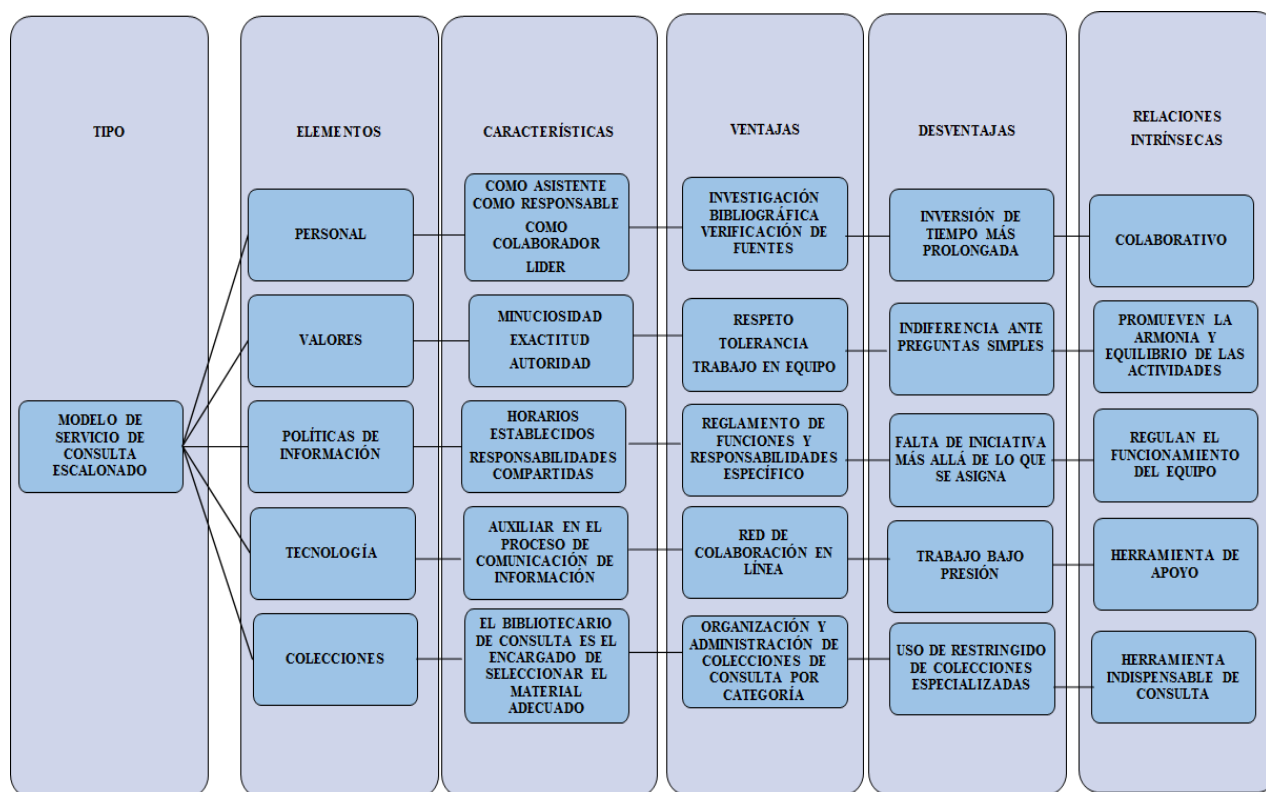 TIPO
ELEMENTOS
CARACTERÍSTICAS
VENTAJAS
DESVENTAJAS
RELACIONES
INTRÍNSECAS
MODELO DE
SERVICIO DE
CONSULTA
ESCALONADO
PERSONAL
COMO ASISTENTE
COMO RESPONSABLE
COMO
COLABORADOR
LIDER
INVESTIGACIÓN
BIBLIOGRÁFICA
VERIFICACIÓN DE
FUENTES
INVERSIÓN DE
TIEMPO MÁS
PROLONGADA
COLABORATIVO
VALORES
MINUCIOSIDAD
EXACTITUD
AUTORIDAD
RESPETO
TOLERANCIA
TRABAJO EN EQUIPO
INDIFERENCIA ANTE
PREGUNTAS SIMPLES
PROMUEVEN LA
ARMONIA Y
EQUILIBRIO DE LAS
ACTIVIDADES
POLÍTICAS DE
INFORMACIÓN
HORARIOS
ESTABLECIDOS
RESPONSABILIDADES
COMPARTIDAS
REGLAMENTO DE
FUNCIONES Y
RESPONSABILIDADES
ESPECÍFICO
FALTA DE INICIATIVA
MÁS ALLÁ DE LO QUE
SE ASIGNA
REGULAN EL
FUNCIONAMIENTO
DEL EQUIPO
TECNOLOGÍA
AUXILIAR EN EL
PROCESO DE
COMUNICACIÓN DE
INFORMACIÓN
RED DE
COLABORACIÓN EN
LÍNEA
TRABAJO BAJO
PRESIÓN
HERRAMIENTA DE
APOYO
COLECCIONES
EL BIBLIOTECARIO
DE CONSULTA ES EL
ENCARGADO DE
SELECCIONAR EL
MATERIAL
ADECUADO
ORGANIZACIÓN Y
ADMINISTRACIÓN DE
COLECCIONES DE
CONSULTA POR
CATEGORÍA
USO DE RESTRINGIDO
DE COLECCIONES
ESPECIALIZADAS
HERRAMIENTA
INDISPENSABLE DE
CONSULTA